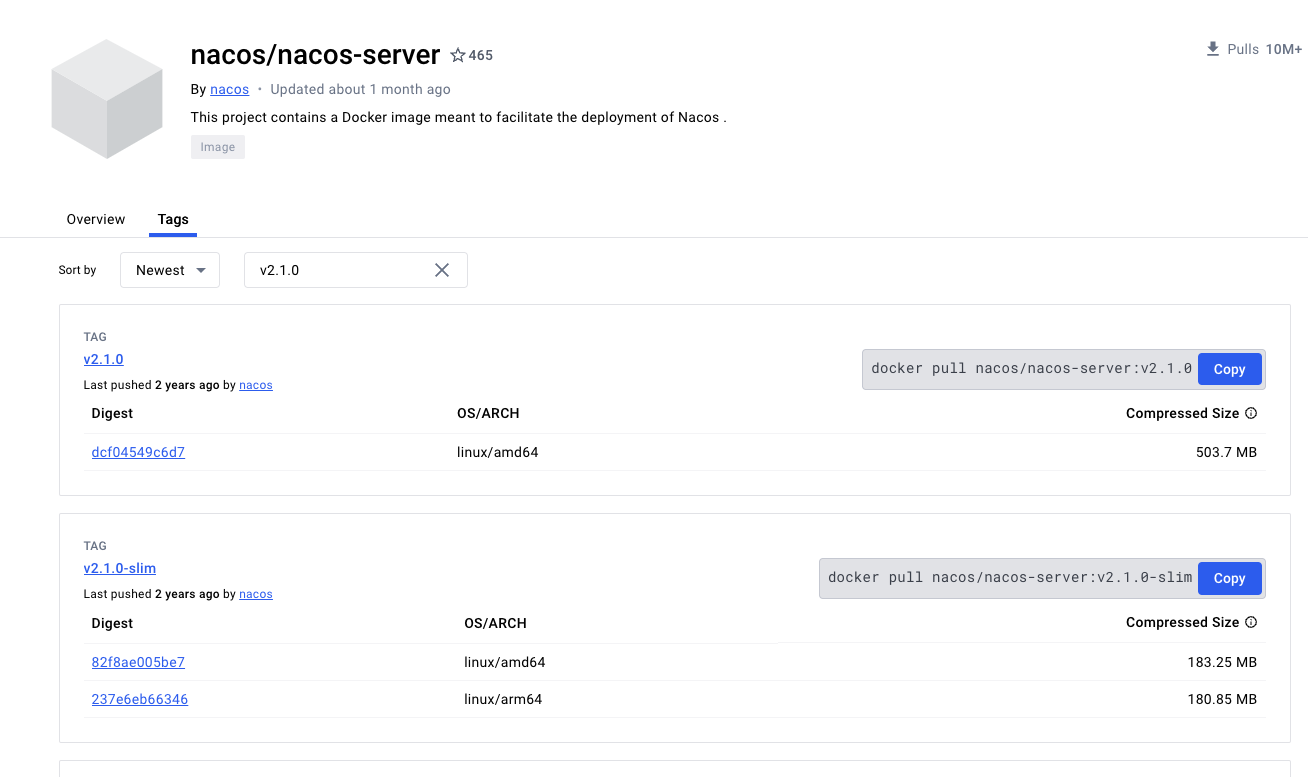 nacos/nacos-server 465
Pulls 10M+
By nacos · Updated about 1 month ago
This project contains a Docker image meant to facilitate the deployment of Nacos .
Image
Overview Tags
Sort by Newest v2.1.0
TAG
v2.1.0
docker pull nacos/nacos-server:v2.1.0 Copy
Last pushed 2 years ago by nacos
Digest OS/ARCH Compressed Size
dcf04549c6d7 linux/amd64 503.7 MB
TAG
v2.1.0-slim
docker pull nacos/nacos-server:v2.1.0-slim Copy
Last pushed 2 years ago by nacos
Digest OS/ARCH Compressed Size
82f8ae005be7 linux/amd64 183.25 MB
237e6eb66346 linux/arm64 180.85 MB